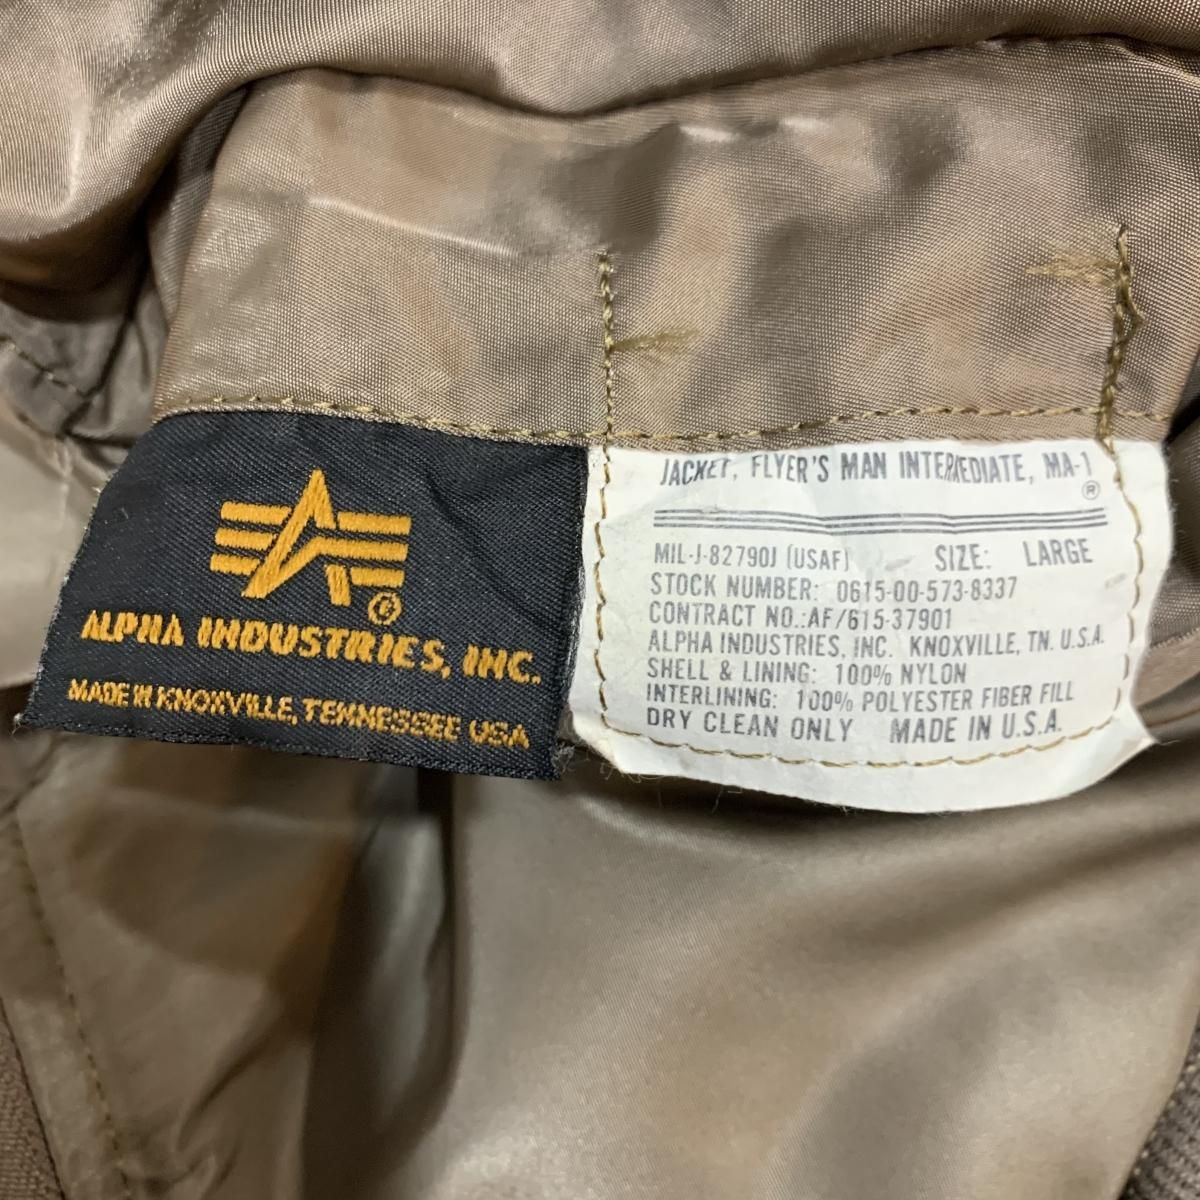 ALPHA INDUSTRIES, INC.
MADE IN KNOXVILLE, TENNESSEE USA
JACKET, FLYER'S MAN INTERMEDIATE, MA-1
®
MIL-J-82790J (USAF) SIZE: LARGE
STOCK NUMBER: 0615-00-573-8337
CONTRACT NO.:AF/615-37901
ALPHA INDUSTRIES, INC. KNOXVILLE, TN. U.S.A.
SHELL & LINING: 100% NYLON
INTERLINING: 100% POLYESTER FIBER FILL
DRY CLEAN ONLY MADE IN U.S.A.